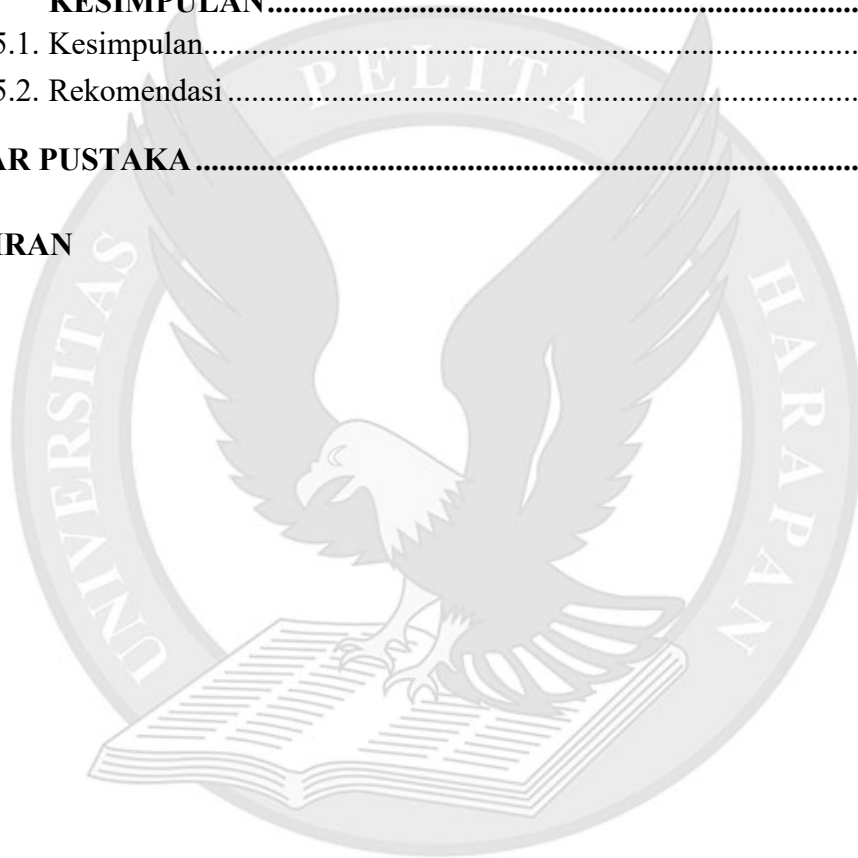 KESIMPULAN........................................................................................
5.1. Kesimpulan...................................................................................
5.2. Rekomendasi................................................................................
AR PUSTAKA....................................................................................
IRAN
UNIVERSITAS PELITA HARAPAN